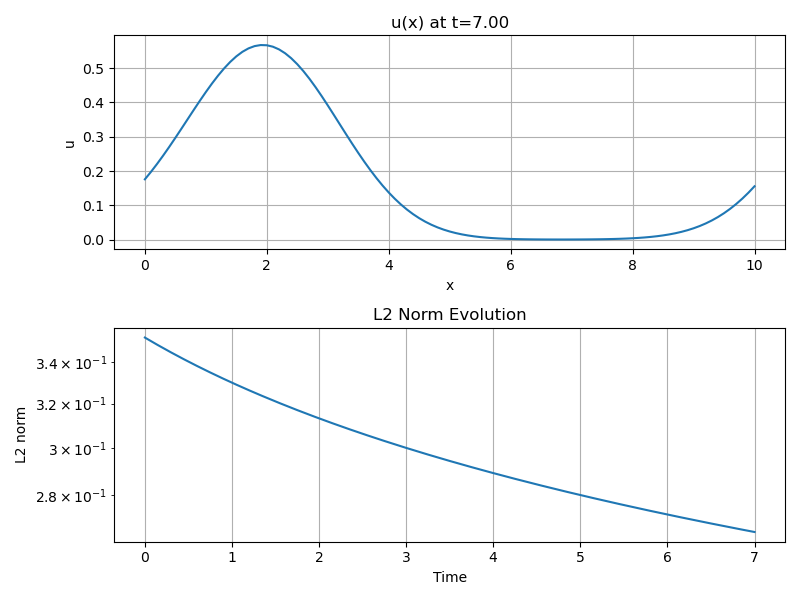 u(x) at t=7.00
u
0.5
0.4
0.3
0.2
0.1
0.0
0 2 4 6 8 10
x
L2 Norm Evolution
L2 norm
3.4 × 10⁻¹
3.2 × 10⁻¹
3 × 10⁻¹
2.8 × 10⁻¹
0 1 2 3 4 5 6 7
Time